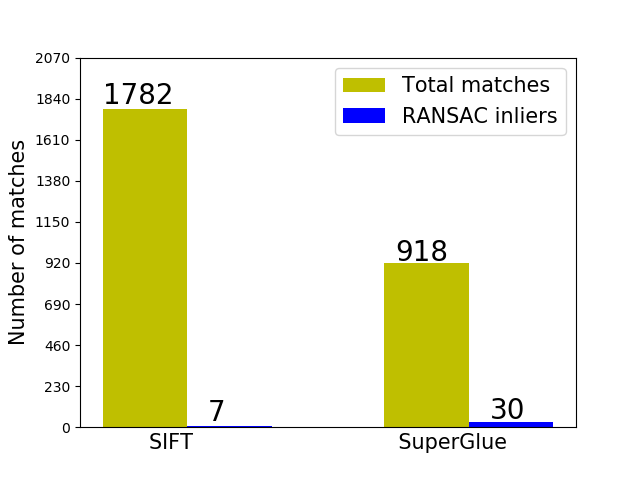 Total matches
RANSAC inliers
Number of matches
2070
1840
1610
1380
1150
920
690
460
230
0
1782
7
918
30
SIFT
SuperGlue